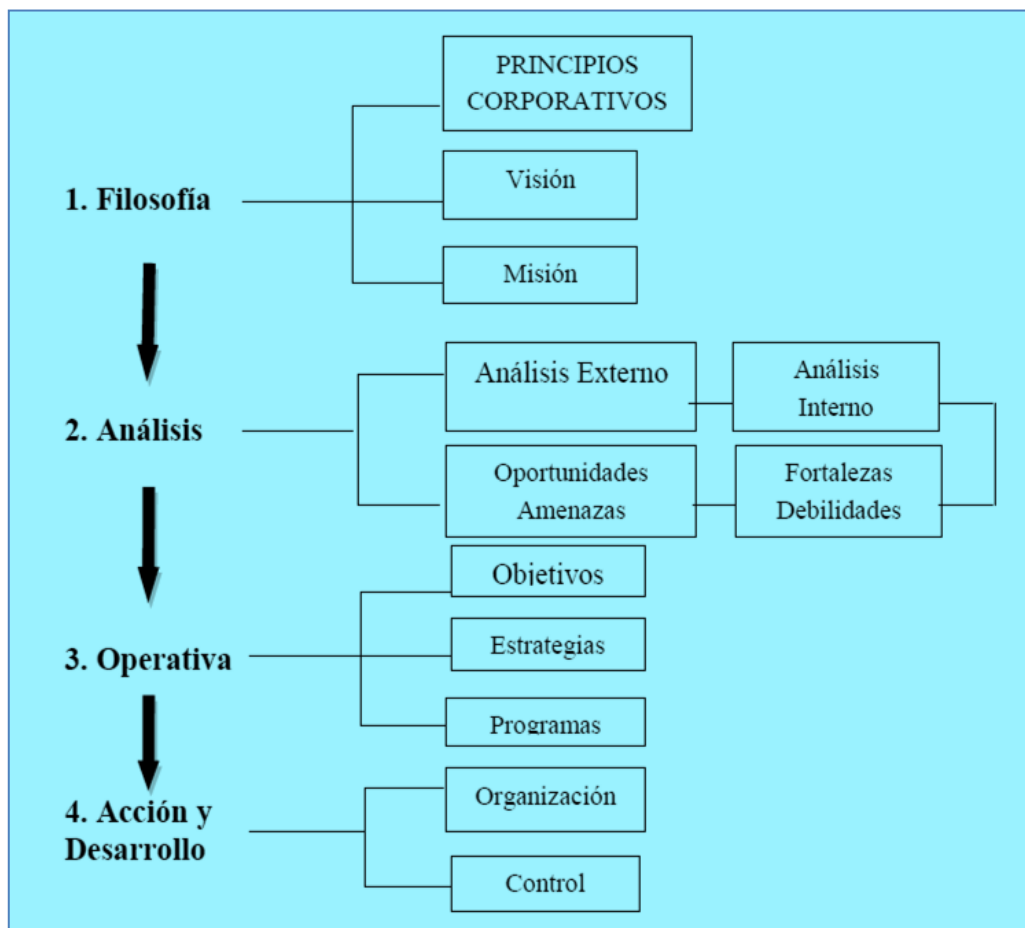 PRINCIPIOS
CORPORATIVOS
1. Filosofía
Visión
Misión
2. Análisis
Análisis Externo
Análisis
Interno
Oportunidades
Amenazas
Fortalezas
Debilidades
3. Operativa
Objetivos
Estrategias
Programas
4. Acción y
Desarrollo
Organización
Control